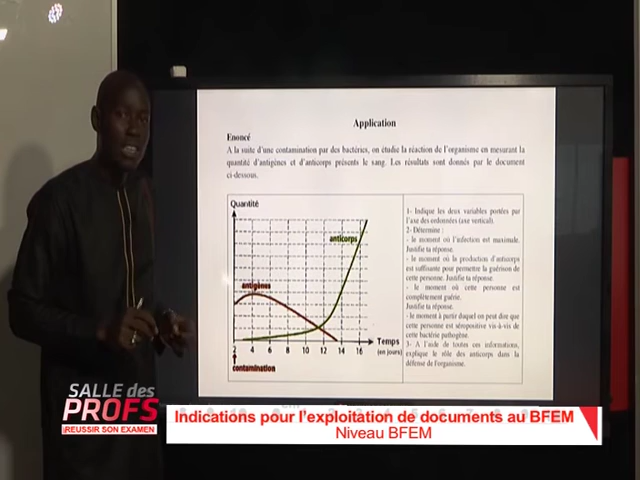 Application
Enoncé
A la suite d'une contamination par des bactéries, on étudie la réaction de l'organisme en mesurant la
quantité d'antigènes et d'anticorps présents le sang. Les résultats sont donnés par le document
ci-dessous.
Quantité
anticorps
antigènes
2 4 6 8 10 12 14 16
Temps
(en jours)
contamination
1- Indique les deux variables portées par
l'axe des ordonnées (axe vertical).
2- Détermine :
- le moment où l'infection est maximale.
Justifie ta réponse.
- le moment où la production d'anticorps
est suffisante pour permettre la guérison de
cette personne. Justifie ta réponse.
- le moment où cette personne est
complètement guérie.
Justifie ta réponse.
- le moment à partir duquel on peut dire que
cette personne est séropositive vis-à-vis de
cette bactérie pathogène.
3- A l'aide de toutes ces informations,
explique le rôle des anticorps dans la
défense de l'organisme.
SALLE des
PROFS
REUSSIR SON EXAMEN
Indications pour l'exploitation de documents au BFEM
Niveau BFEM